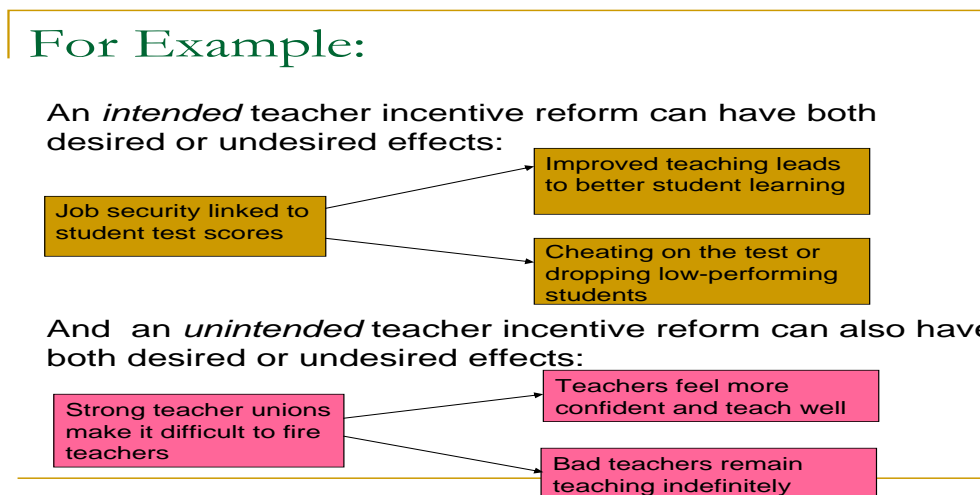 For Example:
An intended teacher incentive reform can have both
desired or undesired effects:
Job security linked to
student test scores
Improved teaching leads
to better student learning
Cheating on the test or
dropping low-performing
students
And an unintended teacher incentive reform can also have
both desired or undesired effects:
Strong teacher unions
make it difficult to fire
teachers
Teachers feel more
confident and teach well
Bad teachers remain
teaching indefinitely